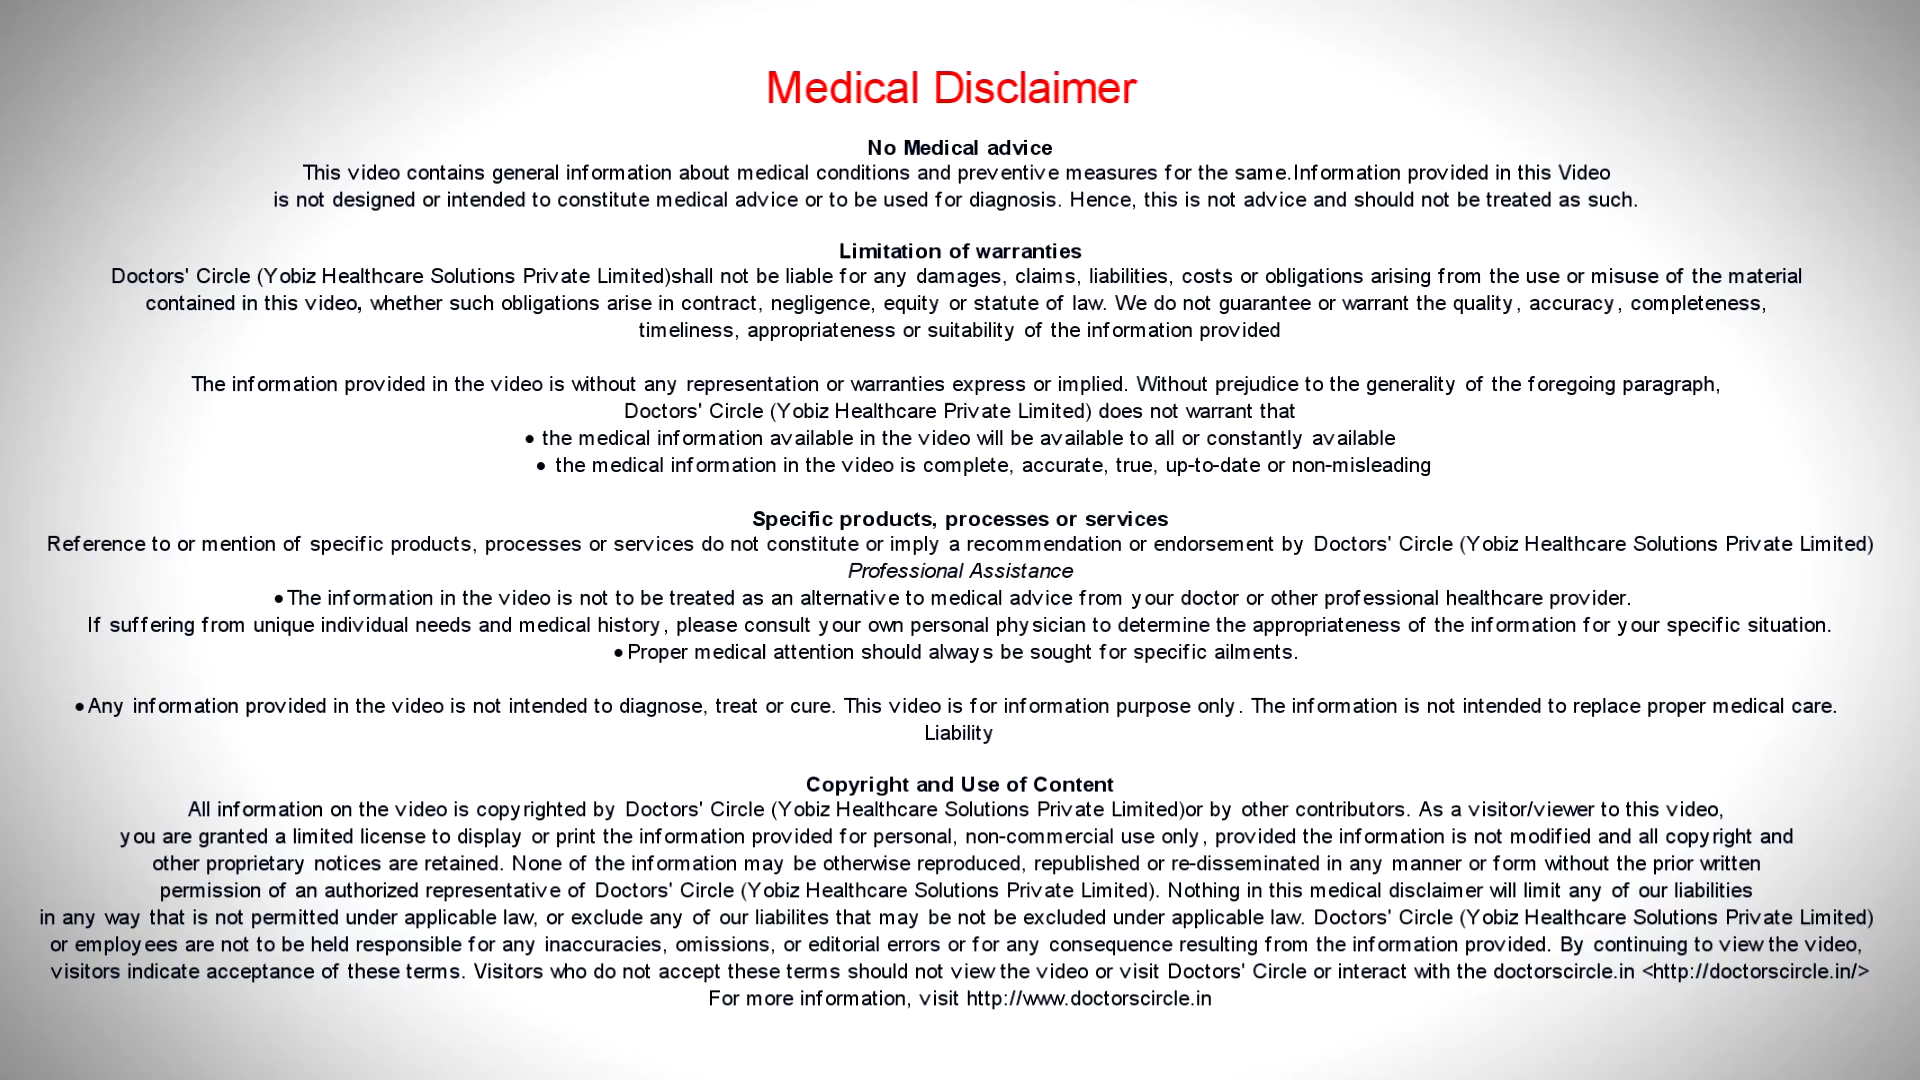 Medical Disclaimer
No Medical advice
This video contains general information about medical conditions and preventive measures for the same.Information provided in this Video
is not designed or intended to constitute medical advice or to be used for diagnosis. Hence, this is not advice and should not be treated as such.
Limitation of warranties
Doctors' Circle (Yobiz Healthcare Solutions Private Limited)shall not be liable for any damages, claims, liabilities, costs or obligations arising from the use or misuse of the material
contained in this video, whether such obligations arise in contract, negligence, equity or statute of law. We do not guarantee or warrant the quality, accuracy, completeness,
timeliness, appropriateness or suitability of the information provided
The information provided in the video is without any representation or warranties express or implied. Without prejudice to the generality of the foregoing paragraph,
Doctors' Circle (Yobiz Healthcare Private Limited) does not warrant that
• the medical information available in the video will be available to all or constantly available
• the medical information in the video is complete, accurate, true, up-to-date or non-misleading
Specific products, processes or services
Reference to or mention of specific products, processes or services do not constitute or imply a recommendation or endorsement by Doctors' Circle (Yobiz Healthcare Solutions Private Limited)
Professional Assistance
•The information in the video is not to be treated as an alternative to medical advice from your doctor or other professional healthcare provider.
If suffering from unique individual needs and medical history, please consult your own personal physician to determine the appropriateness of the information for your specific situation.
•Proper medical attention should always be sought for specific ailments.
•Any information provided in the video is not intended to diagnose, treat or cure. This video is for information purpose only. The information is not intended to replace proper medical care.
Liability
Copyright and Use of Content
All information on the video is copyrighted by Doctors' Circle (Yobiz Healthcare Solutions Private Limited)or by other contributors. As a visitor/viewer to this video,
you are granted a limited license to display or print the information provided for personal, non-commercial use only, provided the information is not modified and all copyright and
other proprietary notices are retained. None of the information may be otherwise reproduced, republished or re-disseminated in any manner or form without the prior written
permission of an authorized representative of Doctors' Circle (Yobiz Healthcare Solutions Private Limited). Nothing in this medical disclaimer will limit any of our liabilities
in any way that is not permitted under applicable law, or exclude any of our liabilites that may be not be excluded under applicable law. Doctors' Circle (Yobiz Healthcare Solutions Private Limited)
or employees are not to be held responsible for any inaccuracies, omissions, or editorial errors or for any consequence resulting from the information provided. By continuing to view the video,
visitors indicate acceptance of these terms. Visitors who do not accept these terms should not view the video or visit Doctors' Circle or interact with the doctorscircle.in <http://doctorscircle.in/>
For more information, visit http://www.doctorscircle.in